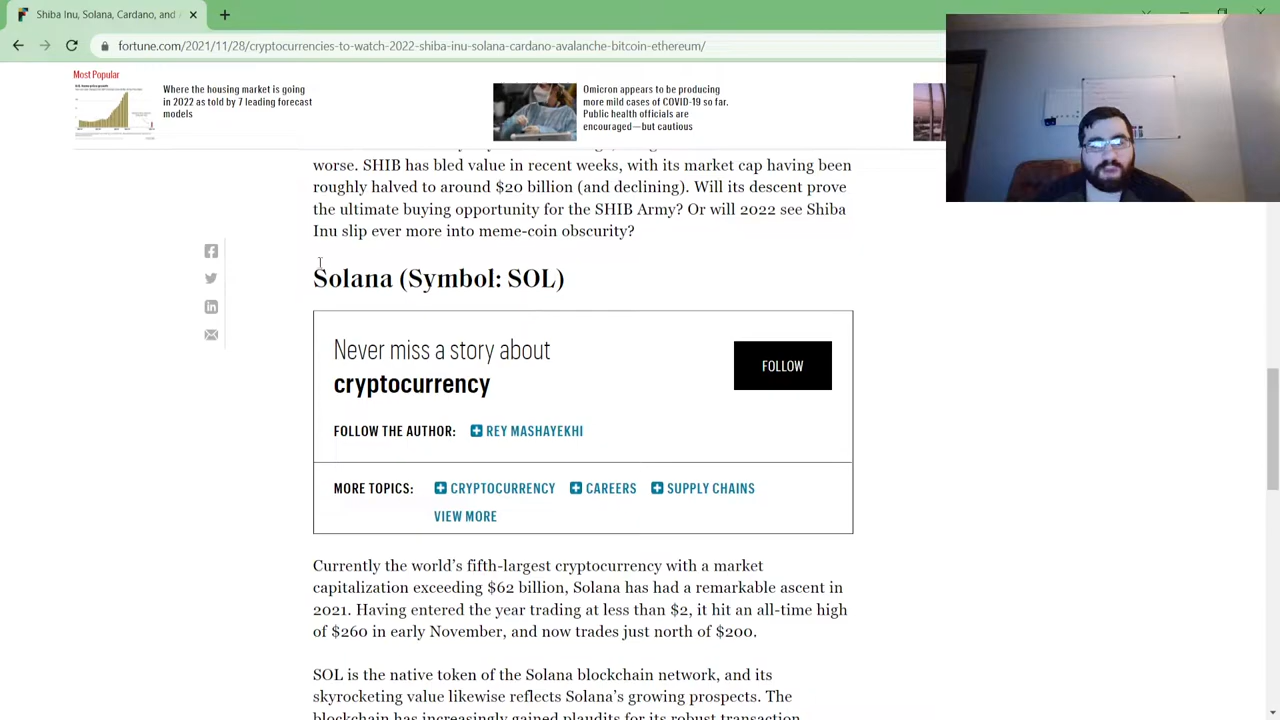 Shiba Inu, Solana, Cardano, and
fortune.com/2021/11/28/cryptocurrencies-to-watch-2022-shiba-inu-solana-cardano-avalanche-bitcoin-ethereum/
Most Popular
Where the housing market is going
in 2022 as told by 7 leading forecast
models
Omicron appears to be producing
more mild cases of COVID-19 so far.
Public health officials are
encouraged—but cautious
worse. SHIB has bled value in recent weeks, with its market cap having been
roughly halved to around $20 billion (and declining). Will its descent prove
the ultimate buying opportunity for the SHIB Army? Or will 2022 see Shiba
Inu slip ever more into meme-coin obscurity?
Solana (Symbol: SOL)
Never miss a story about
cryptocurrency
FOLLOW
FOLLOW THE AUTHOR: REY MASHAYEKHI
MORE TOPICS: CRYPTOCURRENCY CAREERS SUPPLY CHAINS
VIEW MORE
Currently the world's fifth-largest cryptocurrency with a market
capitalization exceeding $62 billion, Solana has had a remarkable ascent in
2021. Having entered the year trading at less than $2, it hit an all-time high
of $260 in early November, and now trades just north of $200.
SOL is the native token of the Solana blockchain network, and its
skyrocketing value likewise reflects Solana's growing prospects. The
blockchain has increasingly gained plaudits for its robust transaction